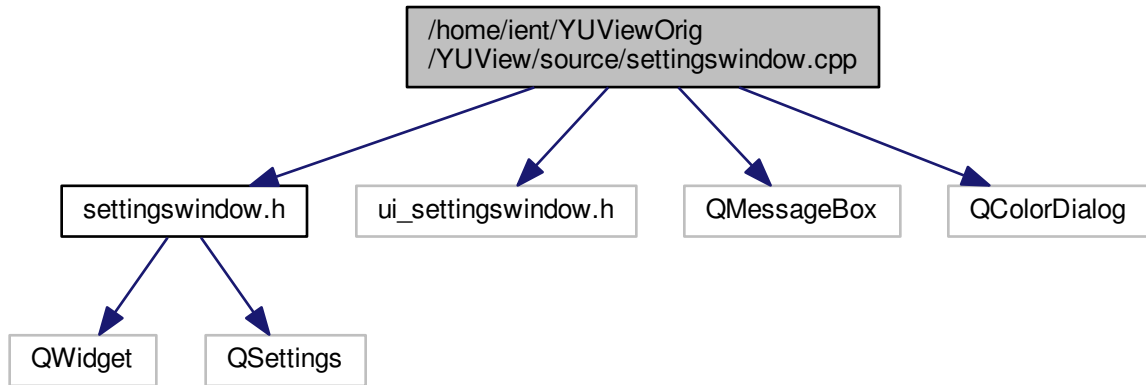 /home/ient/YUViewOrig
/YUView/source/settingswindow.cpp
settingswindow.h
ui_settingswindow.h
QMessageBox
QColorDialog
QWidget
QSettings